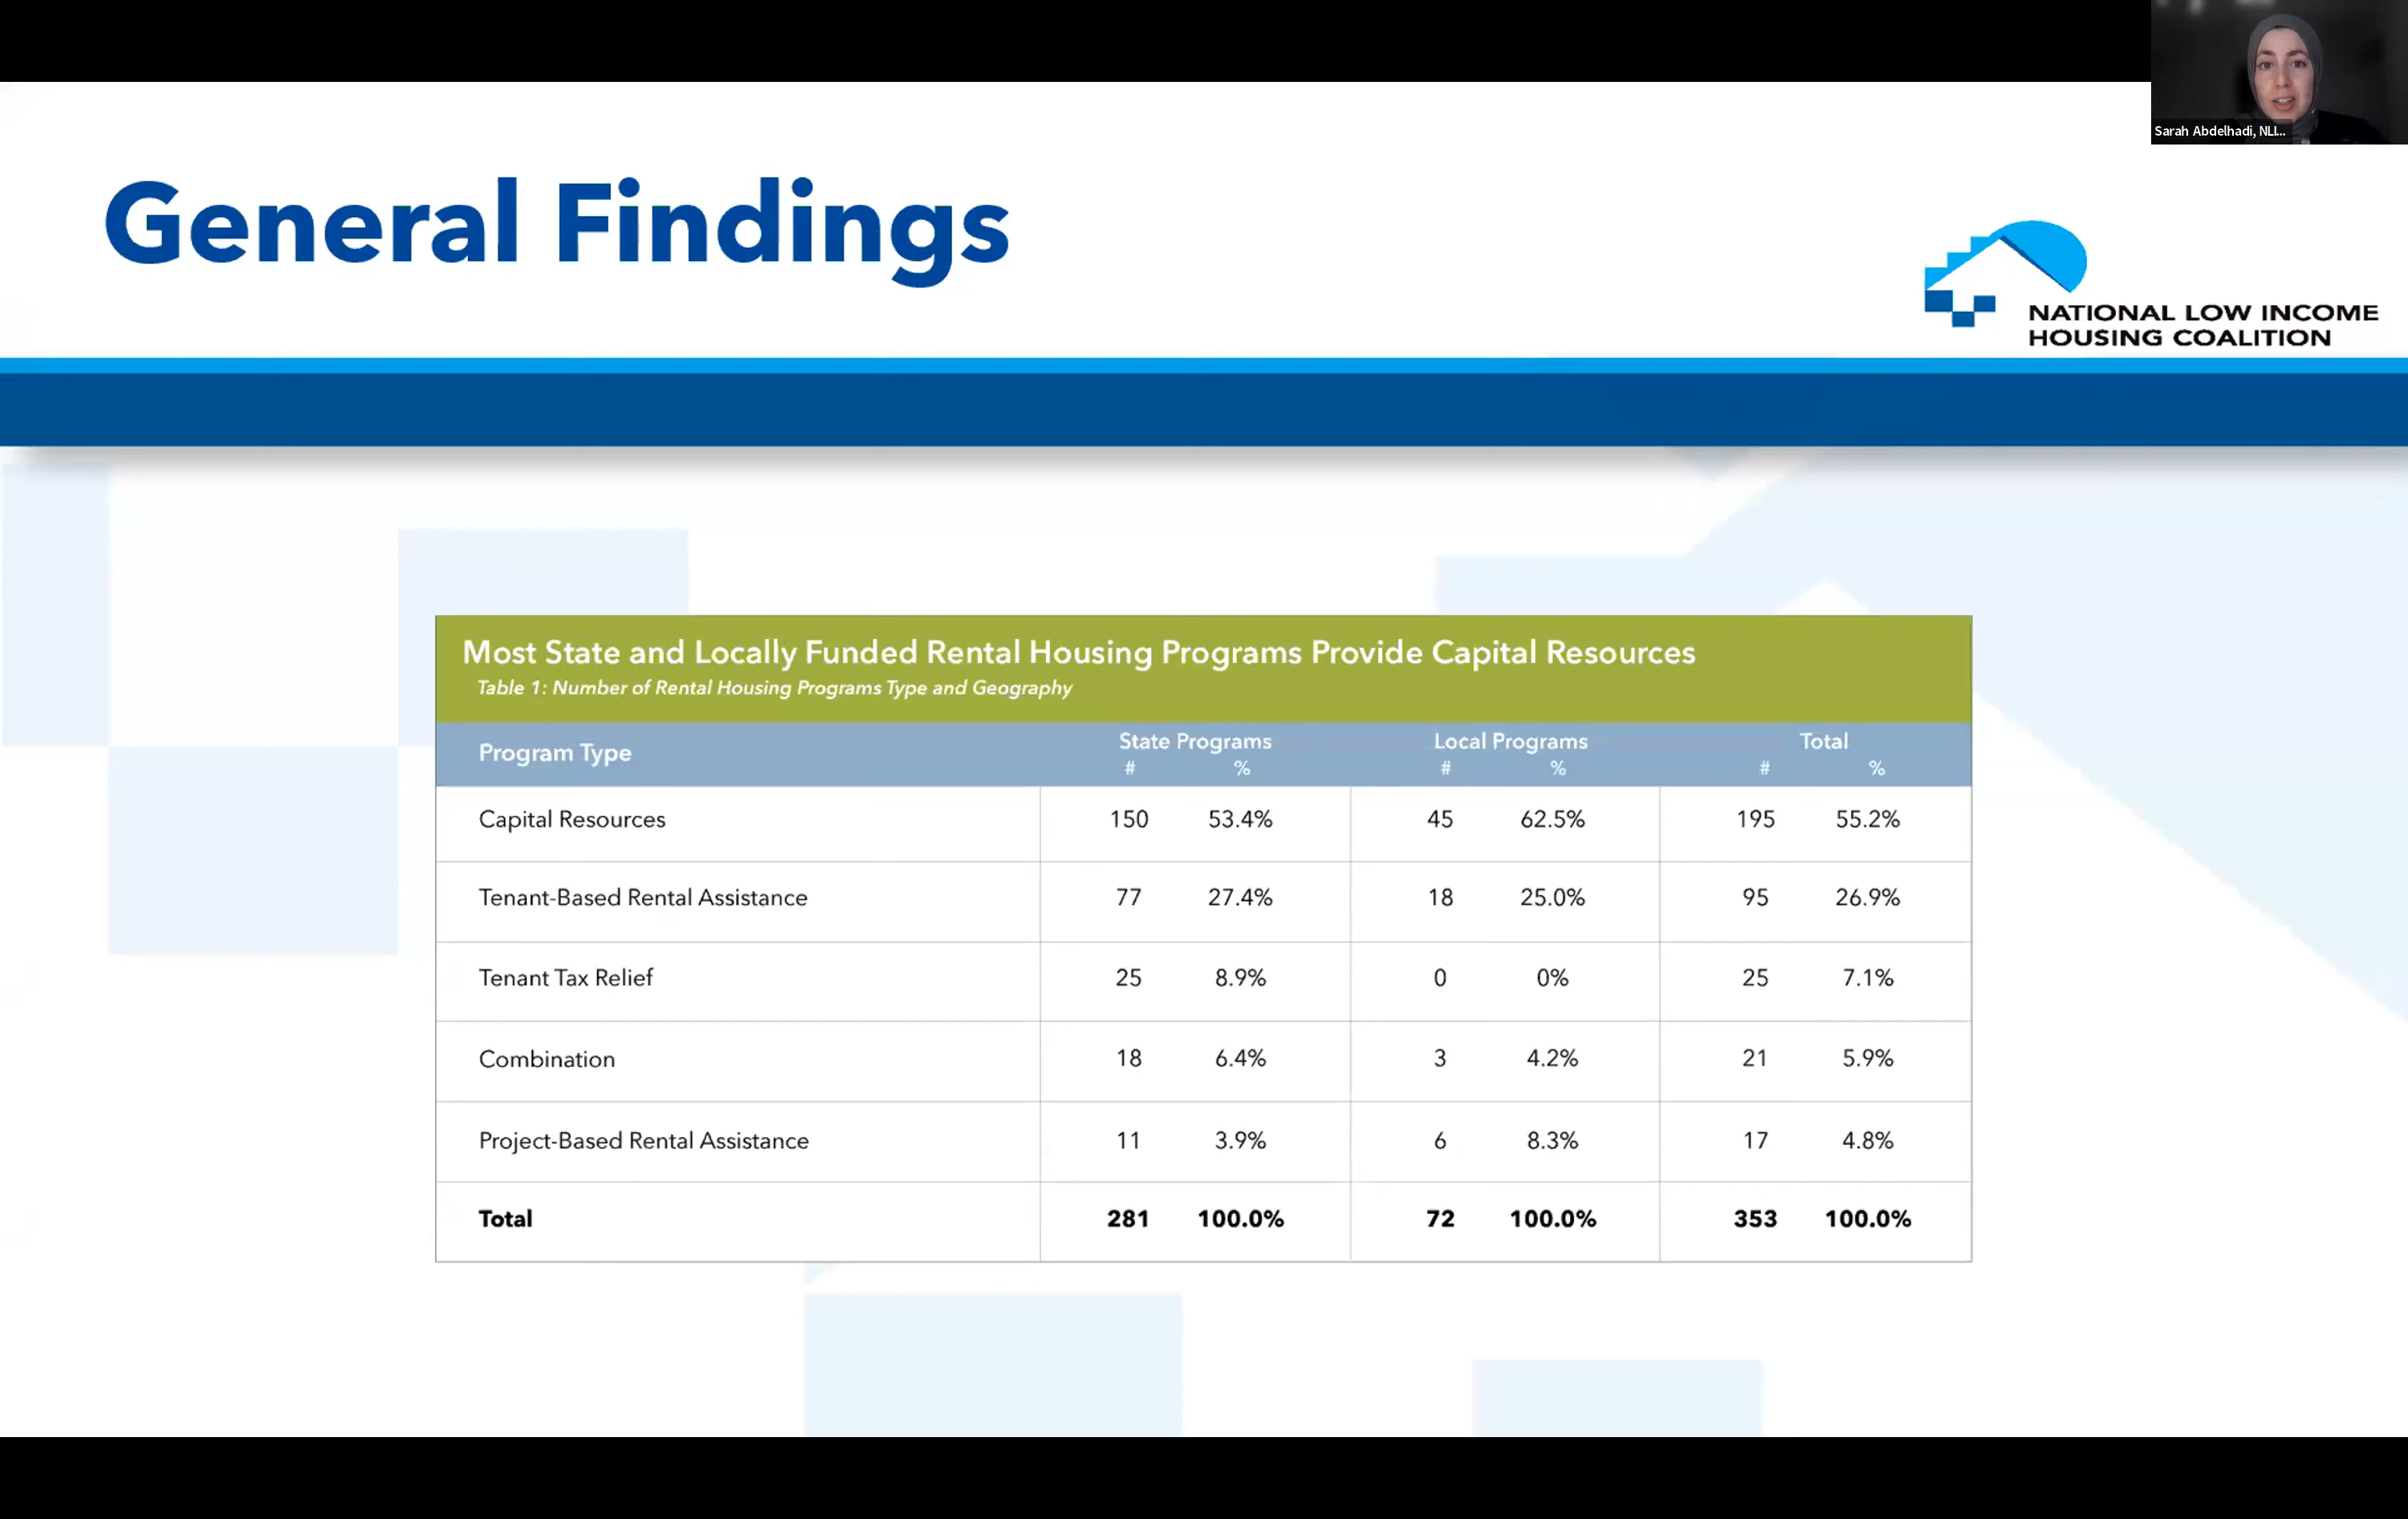 Sarah Abdelhadi, NLI...
General Findings
NATIONAL LOW INCOME
HOUSING COALITION
Most State and Locally Funded Rental Housing Programs Provide Capital Resources
Table 1: Number of Rental Housing Programs Type and Geography
Program Type State Programs Local Programs Total
# % # % # %
Capital Resources 150 53.4% 45 62.5% 195 55.2%
Tenant-Based Rental Assistance 77 27.4% 18 25.0% 95 26.9%
Tenant Tax Relief 25 8.9% 0 0% 25 7.1%
Combination 18 6.4% 3 4.2% 21 5.9%
Project-Based Rental Assistance 11 3.9% 6 8.3% 17 4.8%
Total 281 100.0% 72 100.0% 353 100.0%